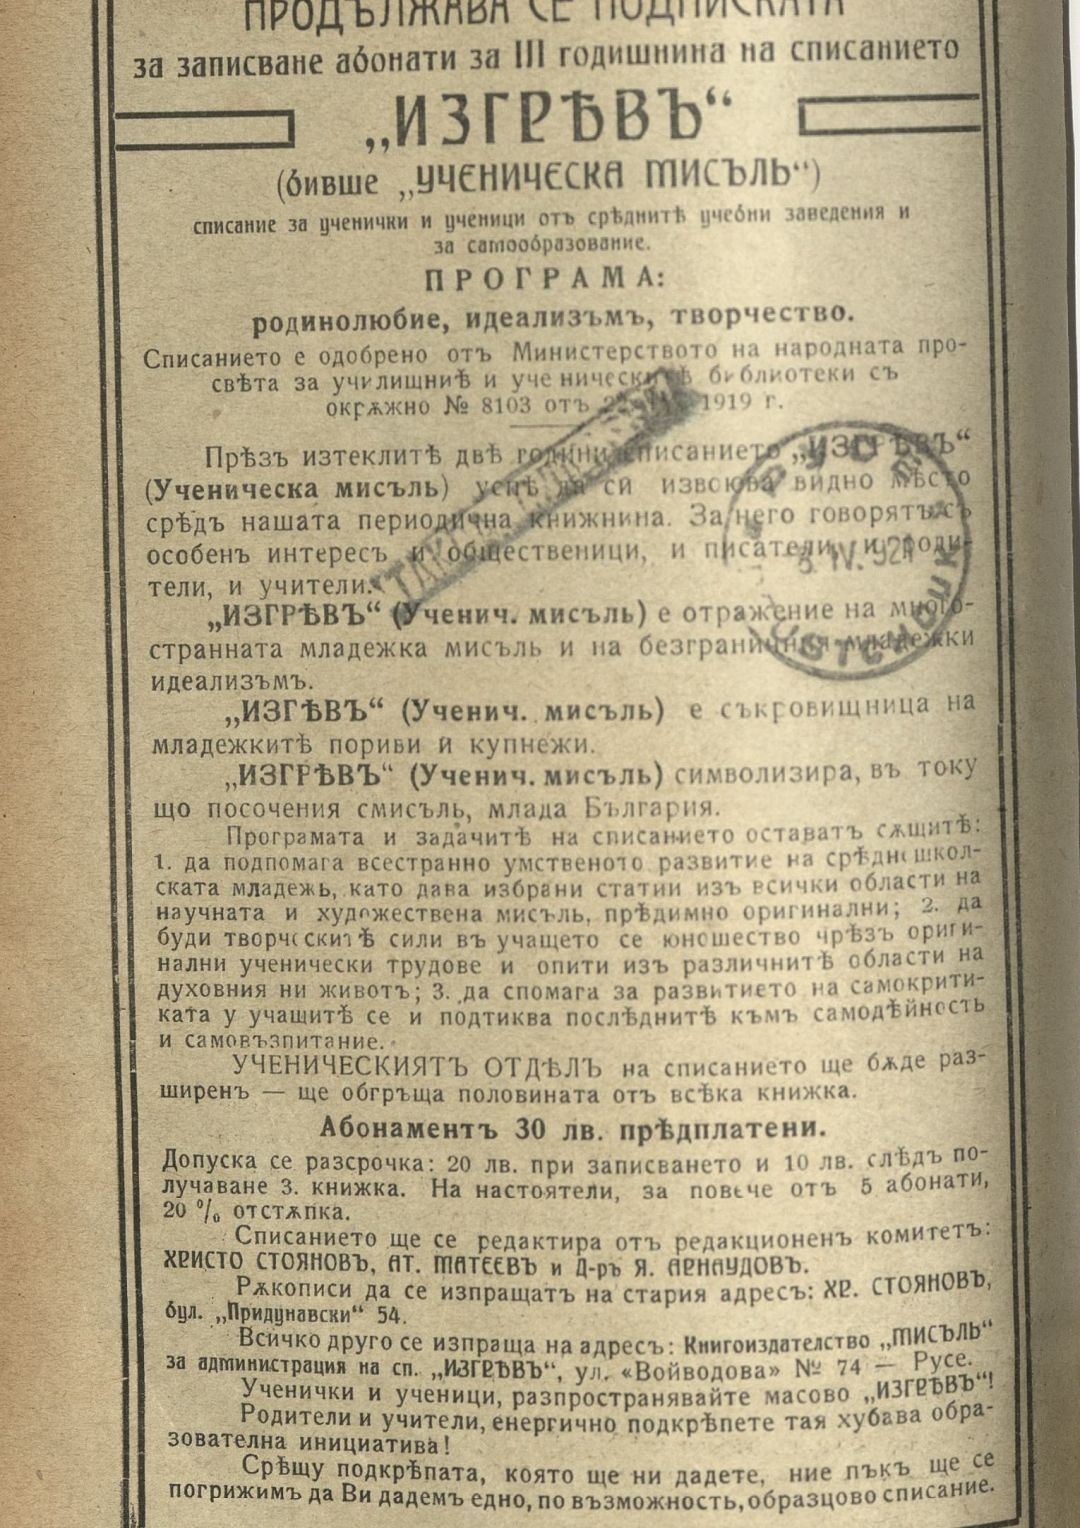 ПРОДЪЛЖАВА СЕ ПОДПИСКАТА
за записване абонати за III годишнина на списанието
„ИЗГРѢВЪ“
(бивше „УЧЕНИЧЕСКА МИСЪЛЬ“)
списание за ученички и ученици отъ срѣднитѣ учебни заведения и
за самообразование.
ПРОГРАМА:
родинолюбие, идеализъмъ, творчество.
Списанието е одобрено отъ Министерството на народната про-
свѣта за училищниѣ и ученическитѣ библиотеки съ
окрѫжно № 8103 отъ 1919 г.
Прѣзъ изтеклитѣ двѣ години списанието „ИЗГРѢВЪ“
(Ученическа мисъль) успѣ да си извоюва видно мѣсто
срѣдъ нашата периодична книжнина. За него говорятъ съ
особенъ интересъ и общественици, и писатели, и роди-
тели, и учители.
„ИЗГРѢВЪ“ (Ученич. мисъль) е отражение на много-
странната младежка мисъль и на безграничния младежки
идеализъмъ.
„ИЗГѢВЪ“ (Ученич. мисъль) е съкровищница на
младежкитѣ пориви и купнежи.
„ИЗГРѢВЪ“ (Ученич. мисъль) символизира, въ току
що посочения смисъль, млада България.
Програмата и задачитѣ на списанието оставатъ сѫщитѣ:
1. да подпомага всестранно умственото развитие на срѣдношкол-
ската младежь, като дава избрани статии изъ всички области на
научната и художествена мисъль, прѣдимно оригинални; 2. да
буди творческитѣ сили въ учащето се юношество чрѣзъ ориги-
нални ученически трудове и опити изъ различнитѣ области на
духовния ни животъ; 3. да спомага за развитието на самокрити-
ката у учащитѣ се и подтиква послѣднитѣ къмъ самодѣйность
и самовъзпитание.
УЧЕНИЧЕСКИЯТЪ ОТДѢЛЪ на списанието ще бѫде раз-
ширенъ — ще обгръща половината отъ всѣка книжка.
Абонаментъ 30 лв. прѣдплатени.
Допуска се разсрочка: 20 лв. при записването и 10 лв. слѣдъ по-
лучаване 3. книжка. На настоятели, за повече отъ 5 абонати,
20 % отстѫпка.
Списанието ще се редактира отъ редакционенъ комитетъ:
ХРИСТО СТОЯНОВЪ, АТ. МАТЕЕВЪ и Д-ръ Я. АРНАУДОВЪ.
Рѫкописи да се изпращатъ на стария адресъ: ХР. СТОЯНОВЪ,
бул. „Придунавски“ 54.
Всичко друго се изпраща на адресъ: Книгоиздателство „МИСЪЛЬ“
за администрация на сп. „ИЗГРѢВЪ“, ул. «Войводова» № 74 — Русе.
Ученички и ученици, разпространявайте масово „ИЗГРѢВЪ“!
Родители и учители, енергично подкрѣпете тая хубава обра-
зователна инициатива!
Срѣщу подкрѣпата, която ще ни дадете, ние пъкъ ще се
погрижимъ да Ви дадемъ едно, по възможность, образцово списание.